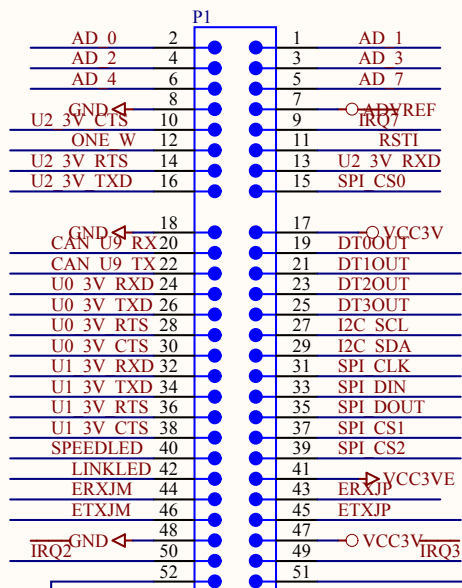 P1
AD_0 2 1 AD_1
AD_2 4 3 AD_3
AD_4 6 5 AD_7
GND 8 7 ADVREF
U2_3V_CTS 10 9 IRQ7
ONE_W 12 11 RSTI
U2_3V_RTS 14 13 U2_3V_RXD
U2_3V_TXD 16 15 SPI_CS0
GND 18 17 VCC3V
CAN_U9_RX 20 19 DT0OUT
CAN_U9_TX 22 21 DT1OUT
U0_3V_RXD 24 23 DT2OUT
U0_3V_TXD 26 25 DT3OUT
U0_3V_RTS 28 27 I2C_SCL
U0_3V_CTS 30 29 I2C_SDA
U1_3V_RXD 32 31 SPI_CLK
U1_3V_TXD 34 33 SPI_DIN
U1_3V_RTS 36 35 SPI_DOUT
U1_3V_CTS 38 37 SPI_CS1
SPEEDLED 40 39 SPI_CS2
LINKLED 42 41 VCC3VE
ERXJM 44 43 ERXJP
ETXJM 46 45 ETXJP
GND 48 47 VCC3V
IRQ2 50 49 IRQ3
52 51